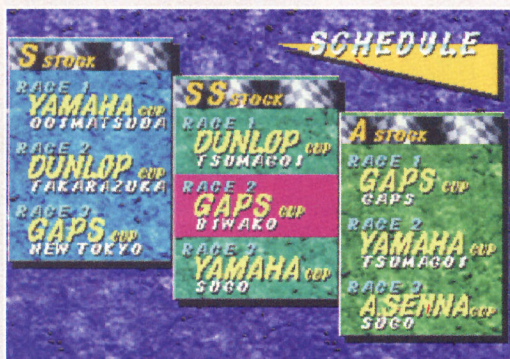 SCHEDULE
S STOCK
RACE 1
YAMAHA CUP
OOIMATSUDA
RACE 2
DUNLOP CUP
TAKARAZUKA
RACE 3
GAPS CUP
NEW TOKYO
SS STOCK
RACE 1
DUNLOP CUP
TSUMAGOI
RACE 2
GAPS CUP
BIWAKO
RACE 3
YAMAHA CUP
SUGO
A STOCK
RACE 1
GAPS CUP
GAPS
RACE 2
YAMAHA CUP
TSUMAGOI
RACE 3
A.SENNA CUP
SUGO